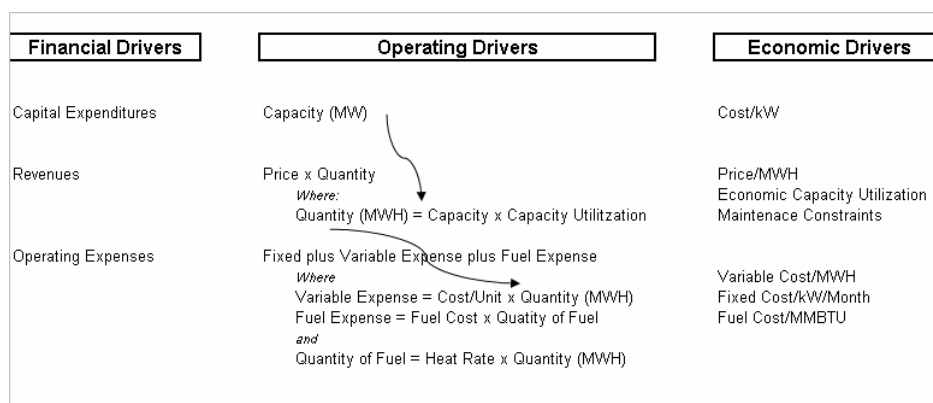 Financial Drivers
Operating Drivers
Economic Drivers
Capital Expenditures
Capacity (MW)
Cost/kW
Revenues
Price x Quantity
Price/MWH
Where:
Economic Capacity Utilization
Quantity (MWH) = Capacity x Capacity Utilitzation
Maintenace Constraints
Operating Expenses
Fixed plus Variable Expense plus Fuel Expense
Where
Variable Cost/MWH
Variable Expense = Cost/Unit x Quantity (MWH)
Fixed Cost/kW/Month
Fuel Expense = Fuel Cost x Quatity of Fuel
Fuel Cost/MMBTU
and
Quantity of Fuel = Heat Rate x Quantity (MWH)